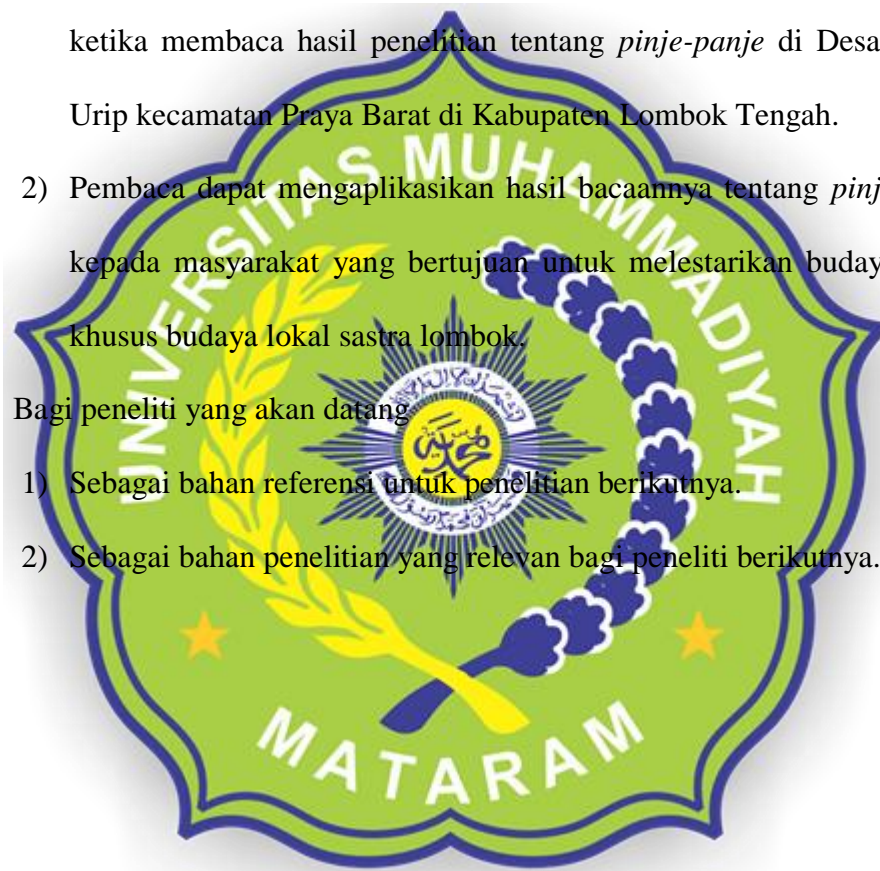 ketika membaca hasil penelitian tentang pinje-panje di Desa
Urip kecamatan Praya Barat di Kabupaten Lombok Tengah.
2) Pembaca dapat mengaplikasikan hasil bacaannya tentang pinj
kepada masyarakat yang bertujuan untuk melestarikan buday
khusus budaya lokal sastra lombok.
Bagi peneliti yang akan datang
1) Sebagai bahan referensi untuk penelitian berikutnya.
2) Sebagai bahan penelitian yang relevan bagi peneliti berikutnya.
UNIVERSITAS MUHAMMADIYAH
MATARAM
محمدية